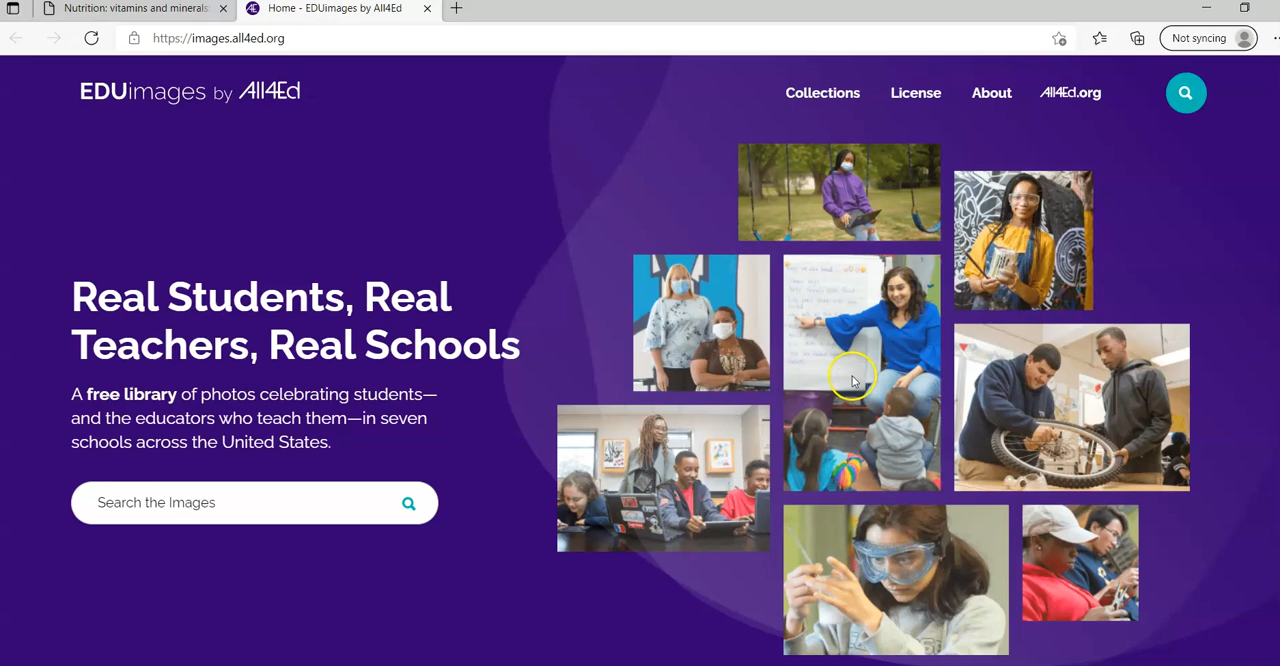 Nutrition: vitamins and minerals
Home - EDUimages by All4Ed
https://images.all4ed.org
Not syncing
EDUimages by All4Ed
Collections
License
About
All4Ed.org
Real Students, Real
Teachers, Real Schools
A free library of photos celebrating students—
and the educators who teach them—in seven
schools across the United States.
Search the Images